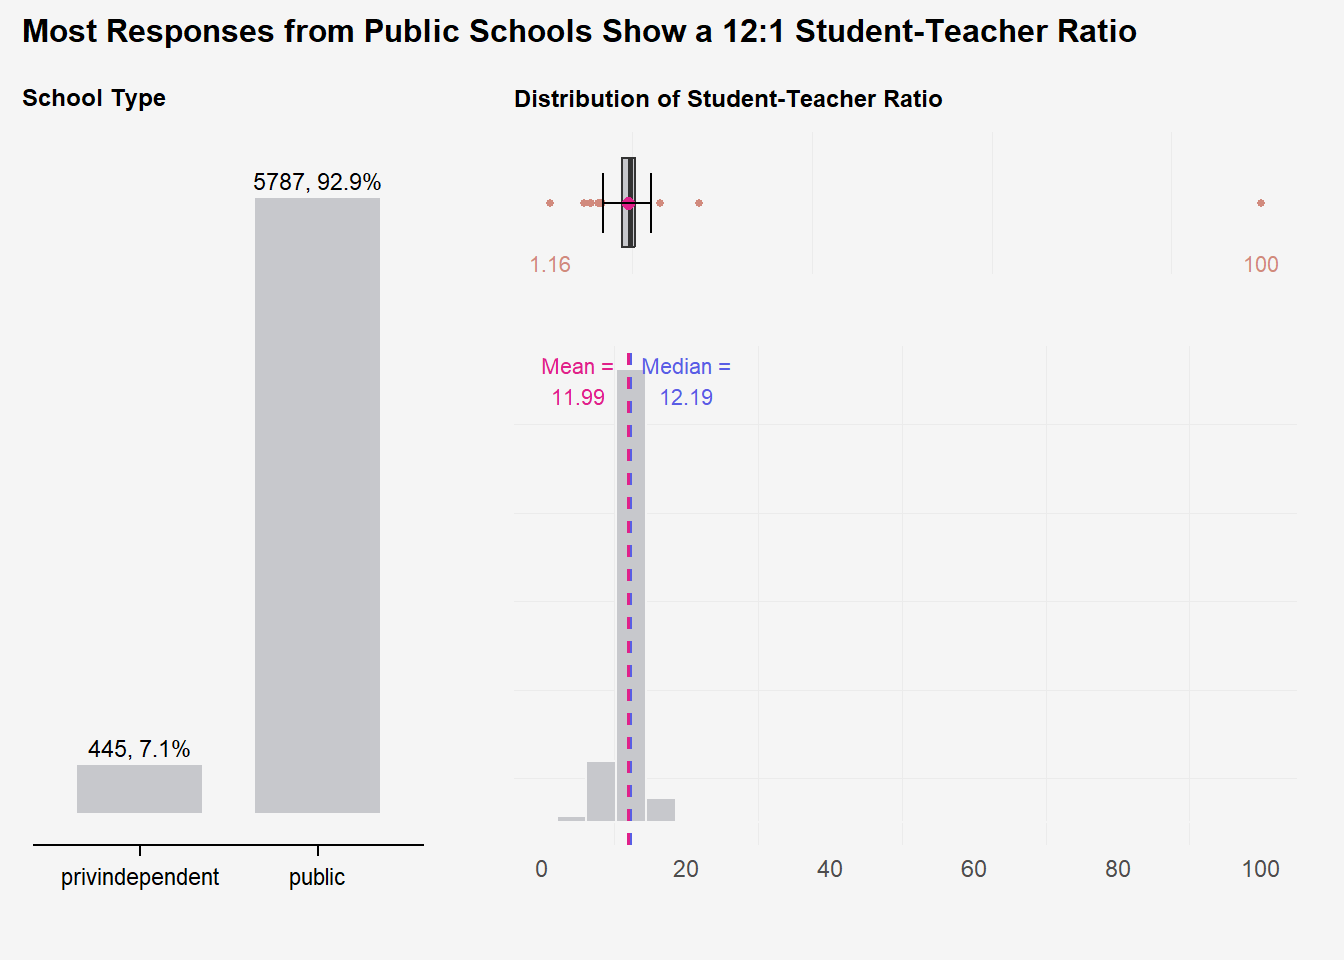 Most Responses from Public Schools Show a 12:1 Student-Teacher Ratio
School Type
5787, 92.9%
445, 7.1%
privindependent
public
Distribution of Student-Teacher Ratio
1.16
100
Mean =
11.99
Median =
12.19
0
20
40
60
80
100